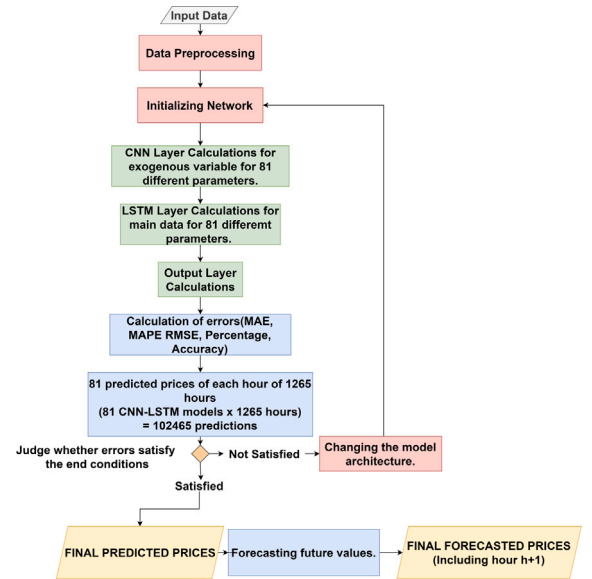 Input Data
Data Preprocessing
Initializing Network
CNN Layer Calculations for
exogenous variable for 81
different parameters.
LSTM Layer Calculations for
main data for 81 differemt
parameters.
Output Layer
Calculations
Calculation of errors(MAE,
MAPE RMSE, Percentage,
Accuracy)
81 predicted prices of each hour of 1265
hours
(81 CNN-LSTM models x 1265 hours)
= 102465 predictions
Judge whether errors satisfy
the end conditions
Not Satisfied
Changing the model
architecture.
Satisfied
FINAL PREDICTED PRICES
Forecasting future values.
FINAL FORECASTED PRICES
(Including hour h+1)